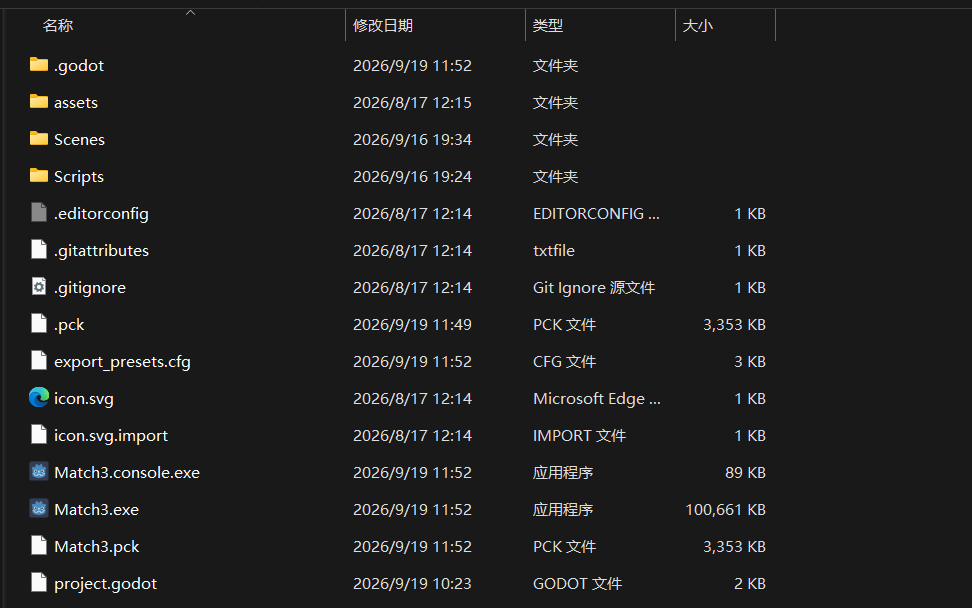 名称 修改日期 类型 大小
.godot 2026/9/19 11:52 文件夹
assets 2026/8/17 12:15 文件夹
Scenes 2026/9/16 19:34 文件夹
Scripts 2026/9/16 19:24 文件夹
.editorconfig 2026/8/17 12:14 EDITORCONFIG ... 1 KB
.gitattributes 2026/8/17 12:14 txtfile 1 KB
.gitignore 2026/8/17 12:14 Git Ignore 源文件 1 KB
.pck 2026/9/19 11:49 PCK 文件 3,353 KB
export_presets.cfg 2026/9/19 11:52 CFG 文件 3 KB
icon.svg 2026/8/17 12:14 Microsoft Edge ... 1 KB
icon.svg.import 2026/8/17 12:14 IMPORT 文件 1 KB
Match3.console.exe 2026/9/19 11:52 应用程序 89 KB
Match3.exe 2026/9/19 11:52 应用程序 100,661 KB
Match3.pck 2026/9/19 11:52 PCK 文件 3,353 KB
project.godot 2026/9/19 10:23 GODOT 文件 2 KB